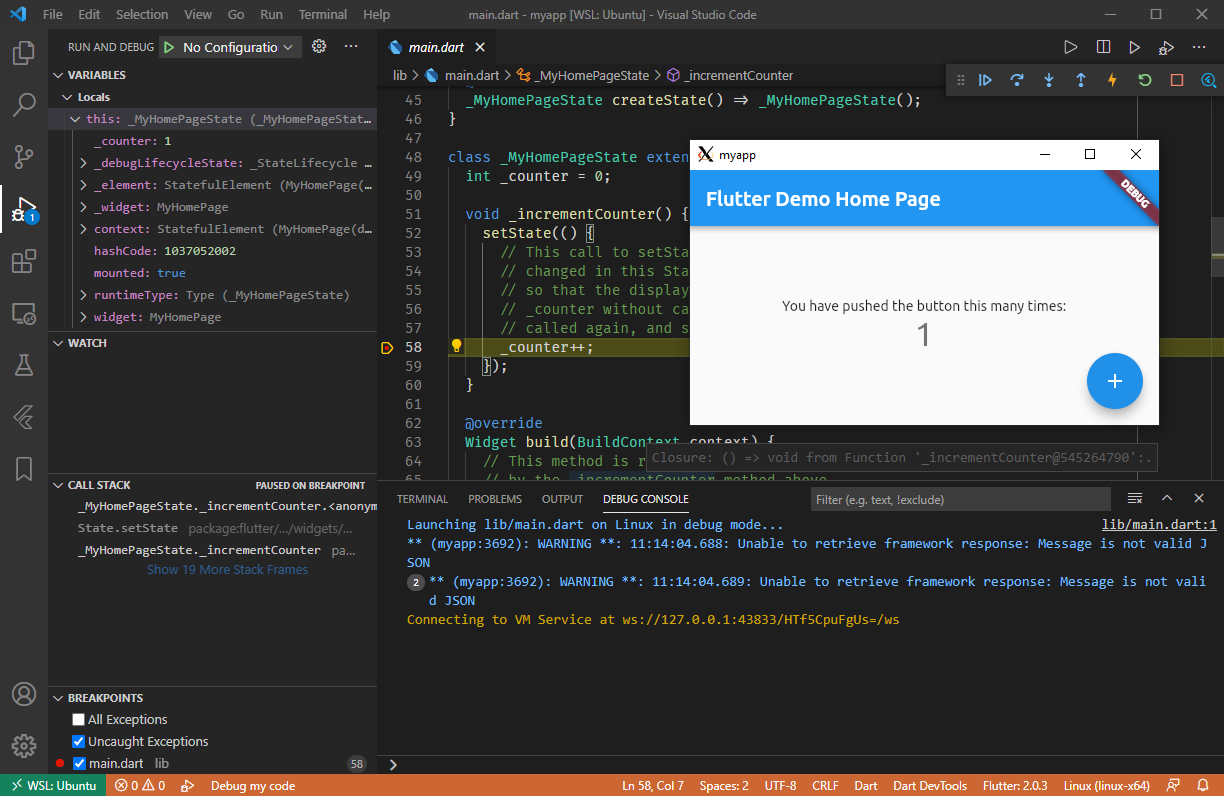 File Edit Selection View Go Run Terminal Help
main.dart - myapp [WSL: Ubuntu] - Visual Studio Code
RUN AND DEBUG No Configuratio
VARIABLES
Locals
this: _MyHomePageState (_MyHomePageStat…
_counter: 1
_debugLifecycleState: _StateLifecycle …
_element: StatefulElement (MyHomePage(…
_widget: MyHomePage
context: StatefulElement (MyHomePage(d…
hashCode: 1037052002
mounted: true
runtimeType: Type (_MyHomePageState)
widget: MyHomePage
WATCH
CALL STACK PAUSED ON BREAKPOINT
_MyHomePageState._incrementCounter.<anonym
State.setState package:flutter/…/widgets/…
_MyHomePageState._incrementCounter pa…
Show 19 More Stack Frames
BREAKPOINTS
All Exceptions
Uncaught Exceptions
main.dart lib 58
1
main.dart
lib > main.dart > _MyHomePageState > _incrementCounter
45 _MyHomePageState createState() => _MyHomePageState();
46 }
47
48 class _MyHomePageState exten
49 int _counter = 0;
50
51 void _incrementCounter() {
52 setState(() {
53 // This call to setSta
54 // changed in this Sta
55 // so that the display
56 // _counter without ca
57 // called again, and s
58 _counter++;
59 });
60 }
61
62 @override
63 Widget build(BuildContext context) {
64 // This method is r
65 // by the _incrementCounter method above.
Closure: () => void from Function '_incrementCounter@545264790':.
myapp
Flutter Demo Home Page
DEBUG
You have pushed the button this many times:
1
TERMINAL PROBLEMS OUTPUT DEBUG CONSOLE
Filter (e.g. text, !exclude)
Launching lib/main.dart on Linux in debug mode... lib/main.dart:1
** (myapp:3692): WARNING **: 11:14:04.688: Unable to retrieve framework response: Message is not valid J
SON
2 ** (myapp:3692): WARNING **: 11:14:04.689: Unable to retrieve framework response: Message is not vali
d JSON
Connecting to VM Service at ws://127.0.0.1:43833/HTf5CpuFgUs=/ws
WSL: Ubuntu 0 0 Debug my code Ln 58, Col 7 Spaces: 2 UTF-8 CRLF Dart Dart DevTools Flutter: 2.0.3 Linux (linux-x64)